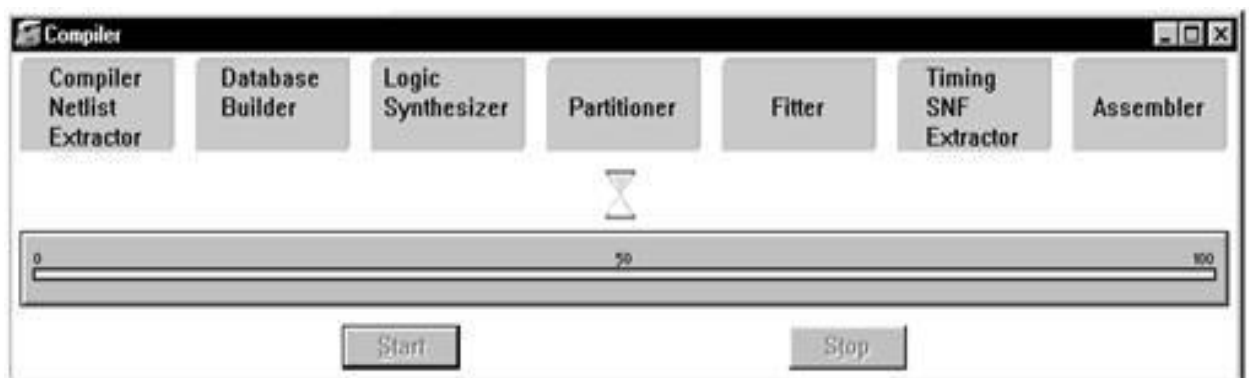 Compiler
Compiler
Netlist
Extractor
Database
Builder
Logic
Synthesizer
Partitioner
Fitter
Timing
SNF
Extractor
Assembler
0 50 100
Start
Stop